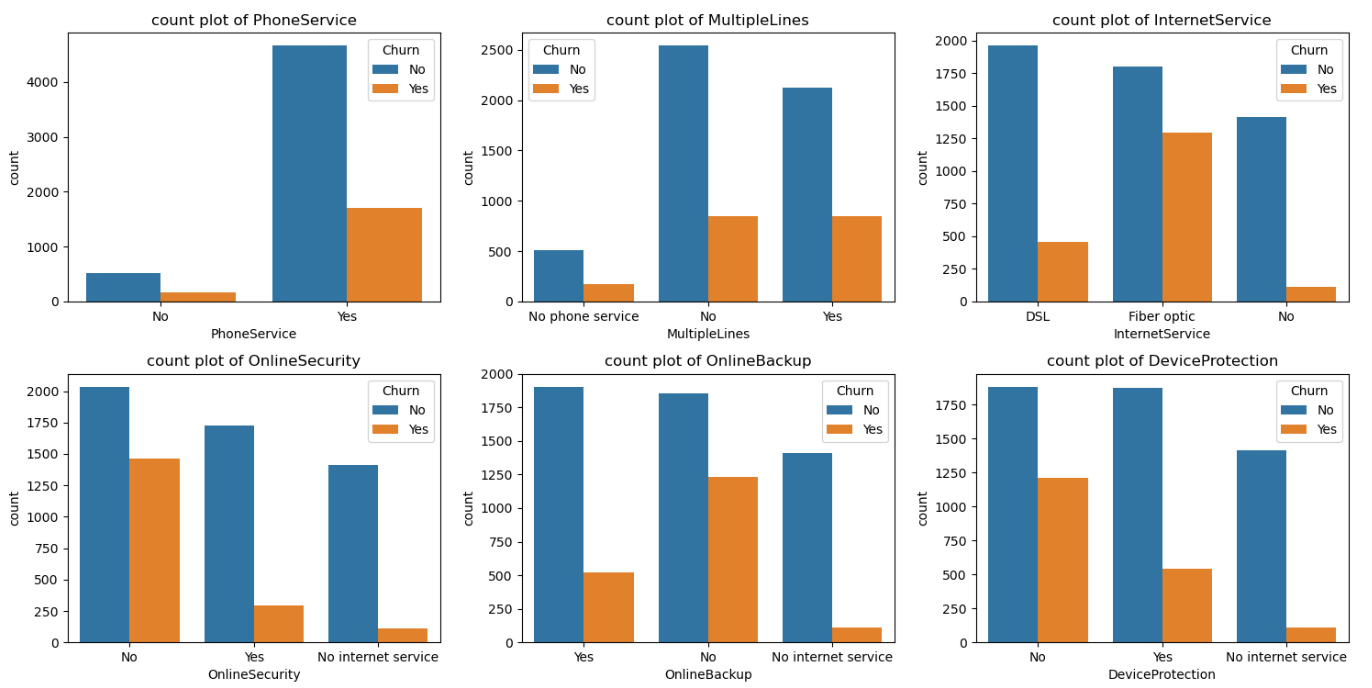 count plot of PhoneService
Churn
No
Yes
4000
3000
2000
1000
0
count
No Yes
PhoneService
count plot of MultipleLines
Churn
No
Yes
2500
2000
1500
1000
500
0
count
No phone service No Yes
MultipleLines
count plot of InternetService
Churn
No
Yes
2000
1750
1500
1250
1000
750
500
250
0
count
DSL Fiber optic No
InternetService
count plot of OnlineSecurity
Churn
No
Yes
2000
1750
1500
1250
1000
750
500
250
0
count
No Yes No internet service
OnlineSecurity
count plot of OnlineBackup
Churn
No
Yes
2000
1750
1500
1250
1000
750
500
250
0
count
Yes No No internet service
OnlineBackup
count plot of DeviceProtection
Churn
No
Yes
1750
1500
1250
1000
750
500
250
0
count
No Yes No internet service
DeviceProtection